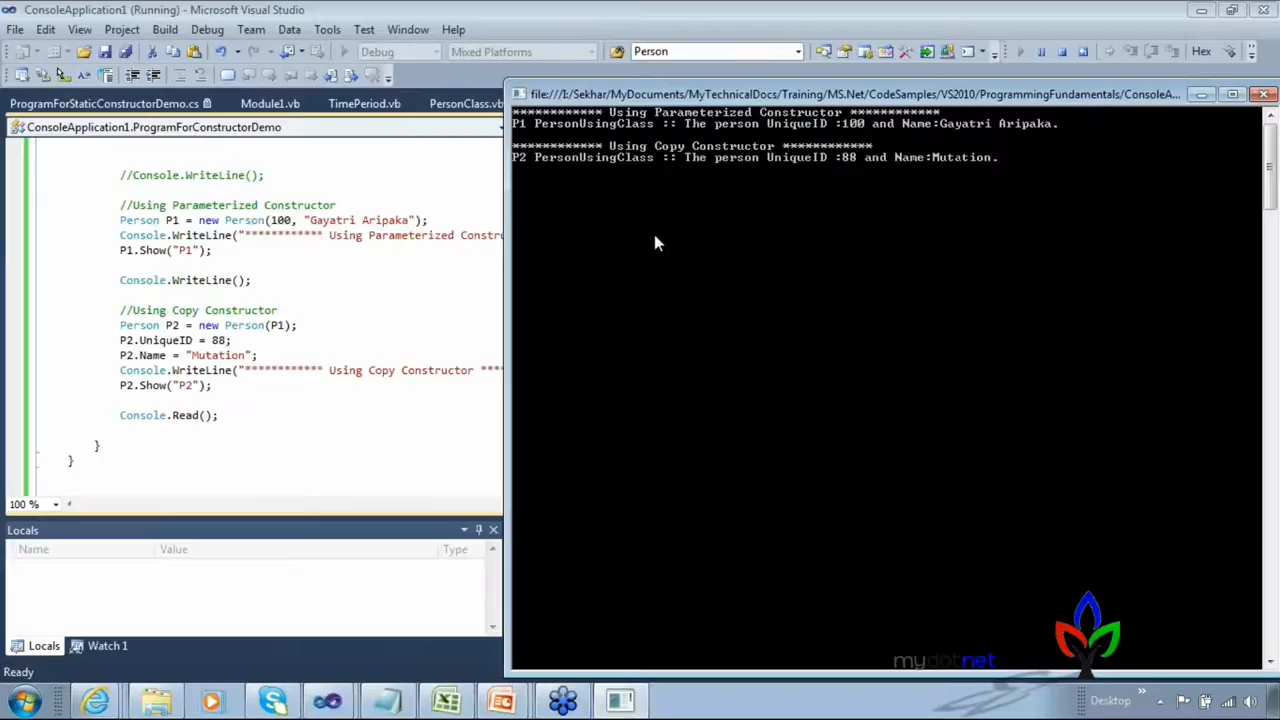 ConsoleApplication1 (Running) - Microsoft Visual Studio
File Edit View Project Build Debug Team Data Tools Test Window Help
Debug Mixed Platforms Person Hex
ProgramForStaticConstructorDemo.cs Module1.vb TimePeriod.vb PersonClass.vb
ConsoleApplication1.ProgramForConstructorDemo
//Console.WriteLine();
//Using Parameterized Constructor
Person P1 = new Person(100, "Gayatri Aripaka");
Console.WriteLine("************ Using Parameterized Constr
P1.Show("P1");
Console.WriteLine();
//Using Copy Constructor
Person P2 = new Person(P1);
P2.UniqueID = 88;
P2.Name = "Mutation";
Console.WriteLine("************ Using Copy Constructor ****
P2.Show("P2");
Console.Read();
}
}
100 %
Locals
Name Value Type
Locals Watch 1
Ready
file:///I:/Sekhar/MyDocuments/MyTechnicalDocs/Training/MS.Net/CodeSamples/VS2010/ProgrammingFundamentals/ConsoleA...
************ Using Parameterized Constructor ************
P1 PersonUsingClass :: The person UniqueID :100 and Name:Gayatri Aripaka.
************ Using Copy Constructor ************
P2 PersonUsingClass :: The person UniqueID :88 and Name:Mutation.
mydotnet
Desktop